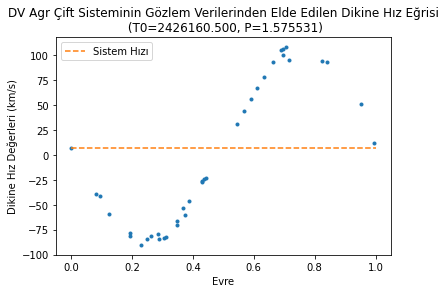 DV Agr Çift Sisteminin Gözlem Verilerinden Elde Edilen Dikine Hız Eğrisi
(T0=2426160.500, P=1.575531)
Sistem Hızı
Dikine Hız Değerleri (km/s)
100
75
50
25
0
−25
−50
−75
−100
0.0 0.2 0.4 0.6 0.8 1.0
Evre